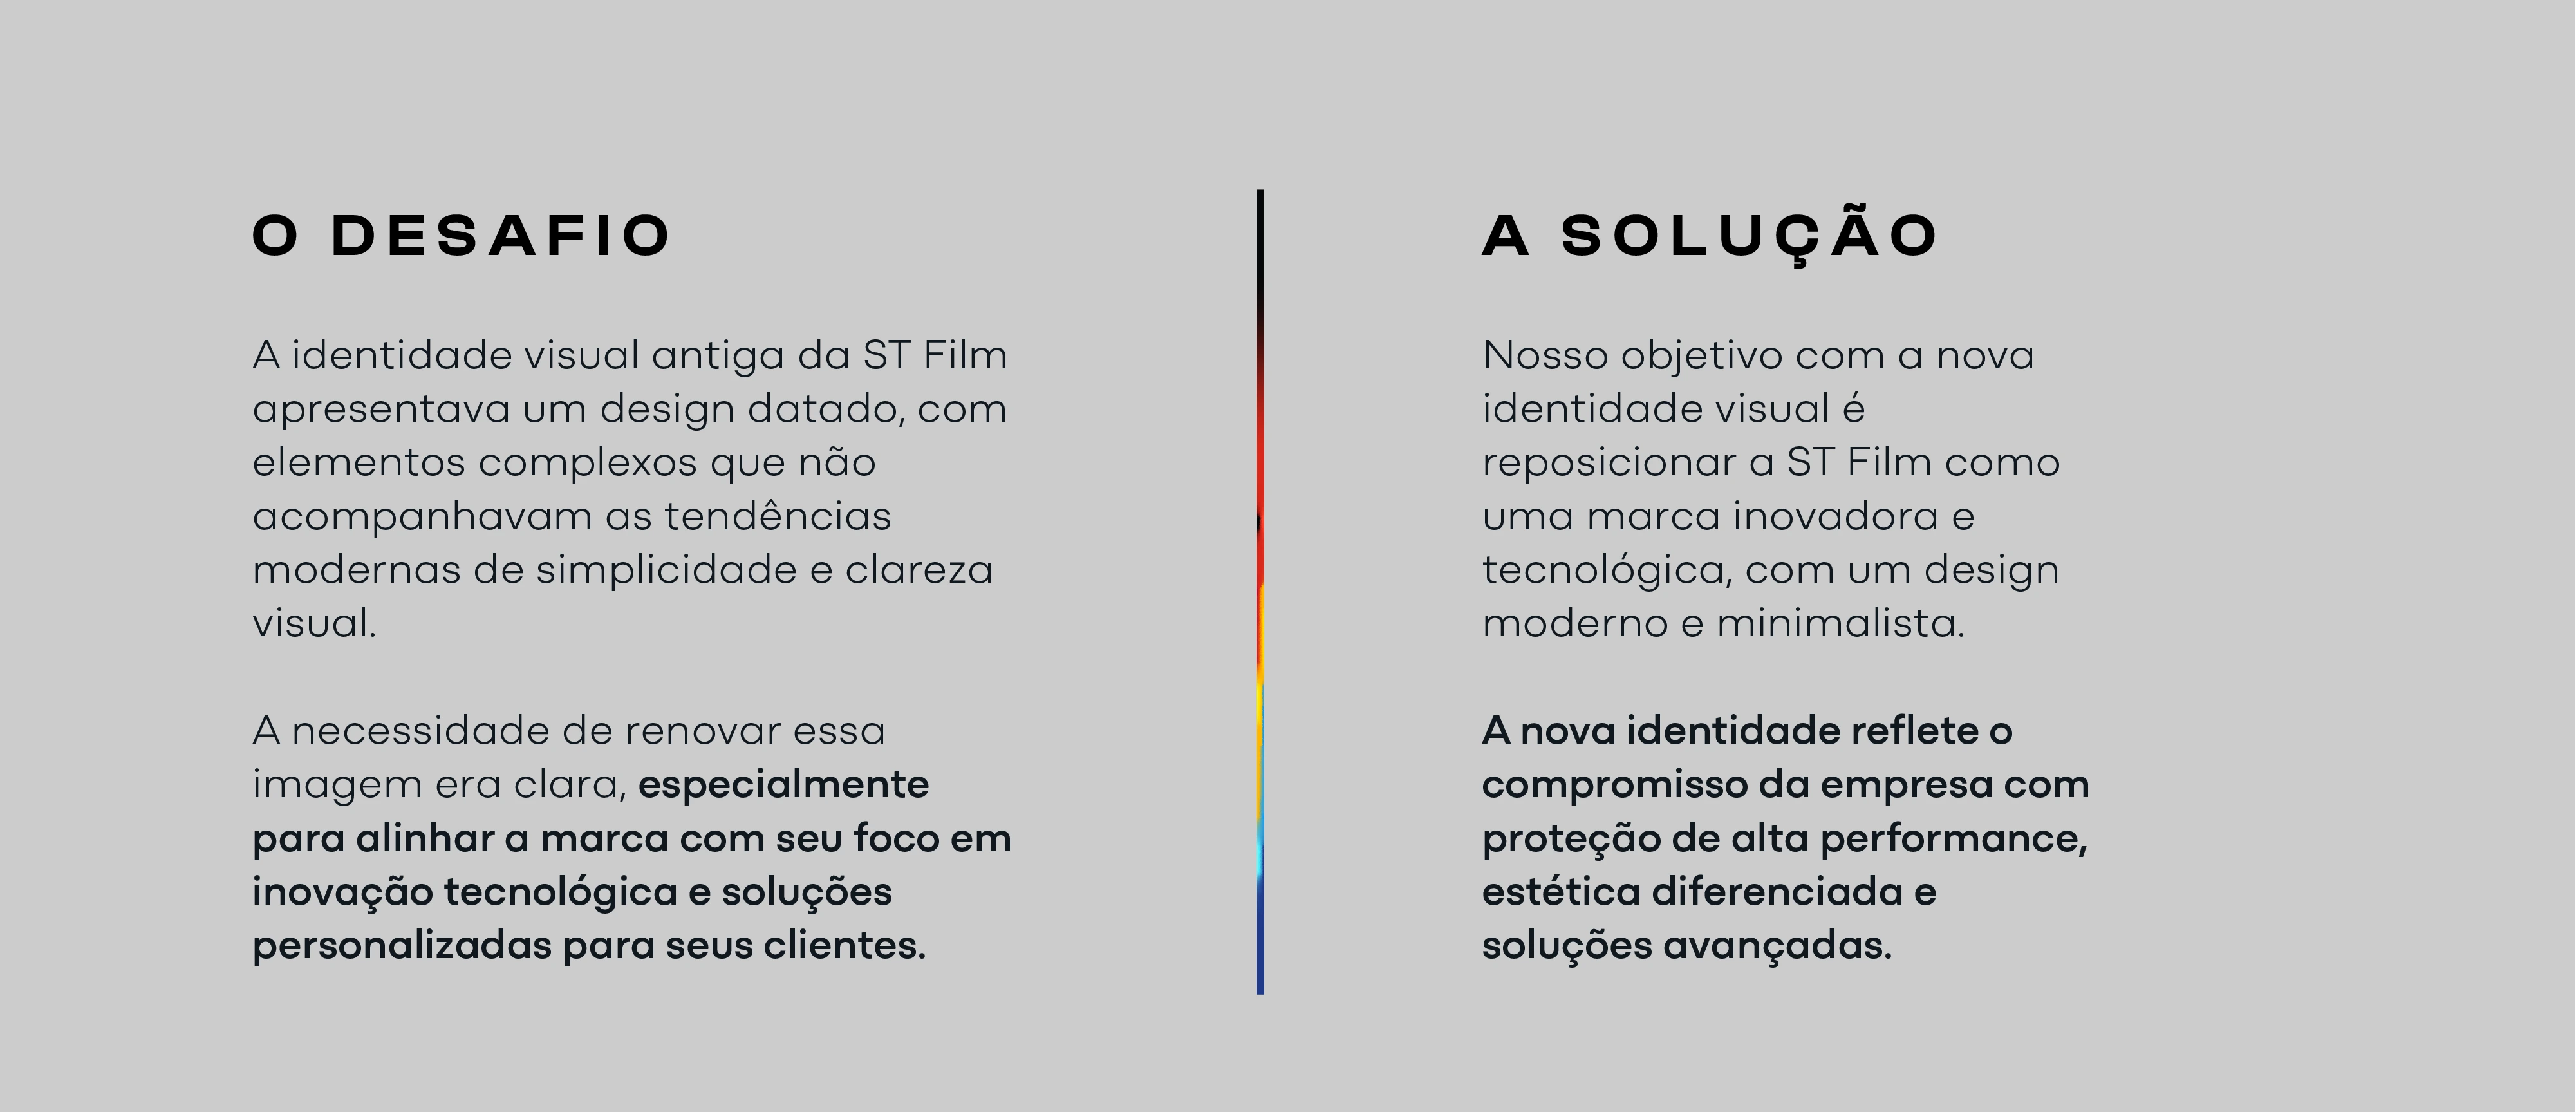 O DESAFIO
A identidade visual antiga da ST Film
apresentava um design datado, com
elementos complexos que não
acompanhavam as tendências
modernas de simplicidade e clareza
visual.
A necessidade de renovar essa
imagem era clara, especialmente
para alinhar a marca com seu foco em
inovação tecnológica e soluções
personalizadas para seus clientes.
A SOLUÇÃO
Nosso objetivo com a nova
identidade visual é
reposicionar a ST Film como
uma marca inovadora e
tecnológica, com um design
moderno e minimalista.
A nova identidade reflete o
compromisso da empresa com
proteção de alta performance,
estética diferenciada e
soluções avançadas.